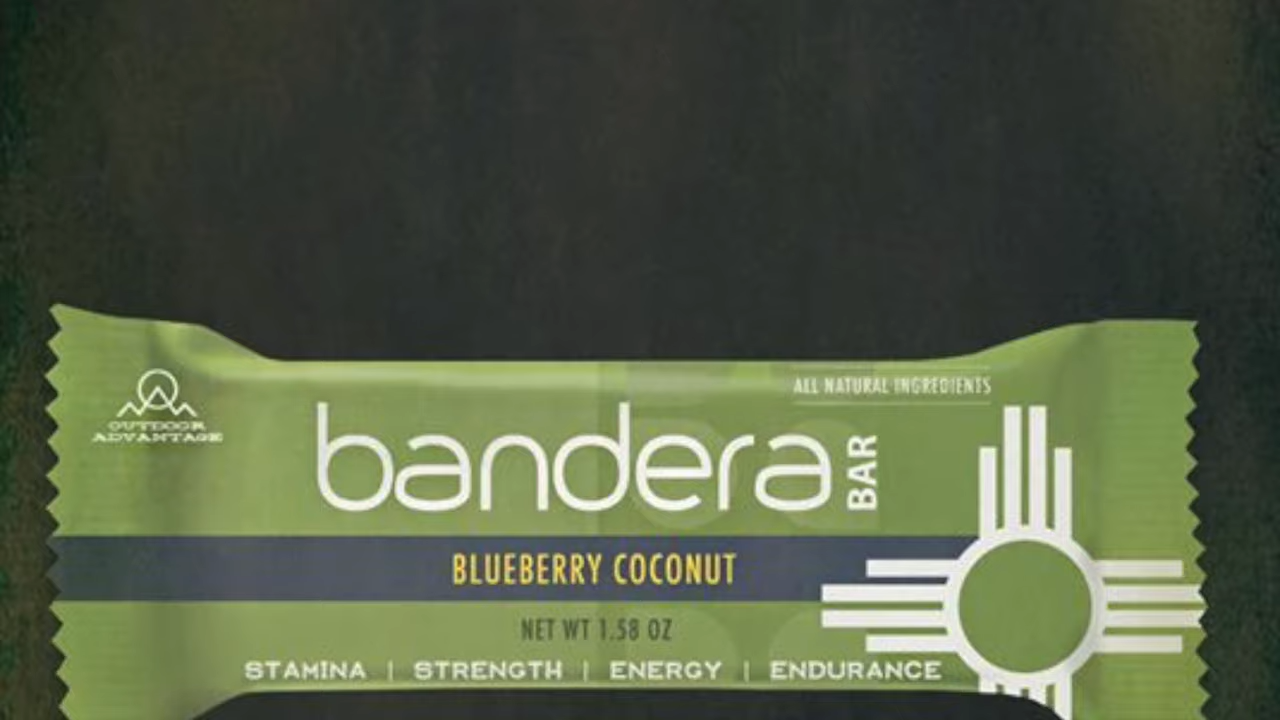 ALL NATURAL INGREDIENTS
OUTDOOR
ADVANTAGE
bandera BAR
BLUEBERRY COCONUT
NET WT 1.58 OZ
STAMINA | STRENGTH | ENERGY | ENDURANCE